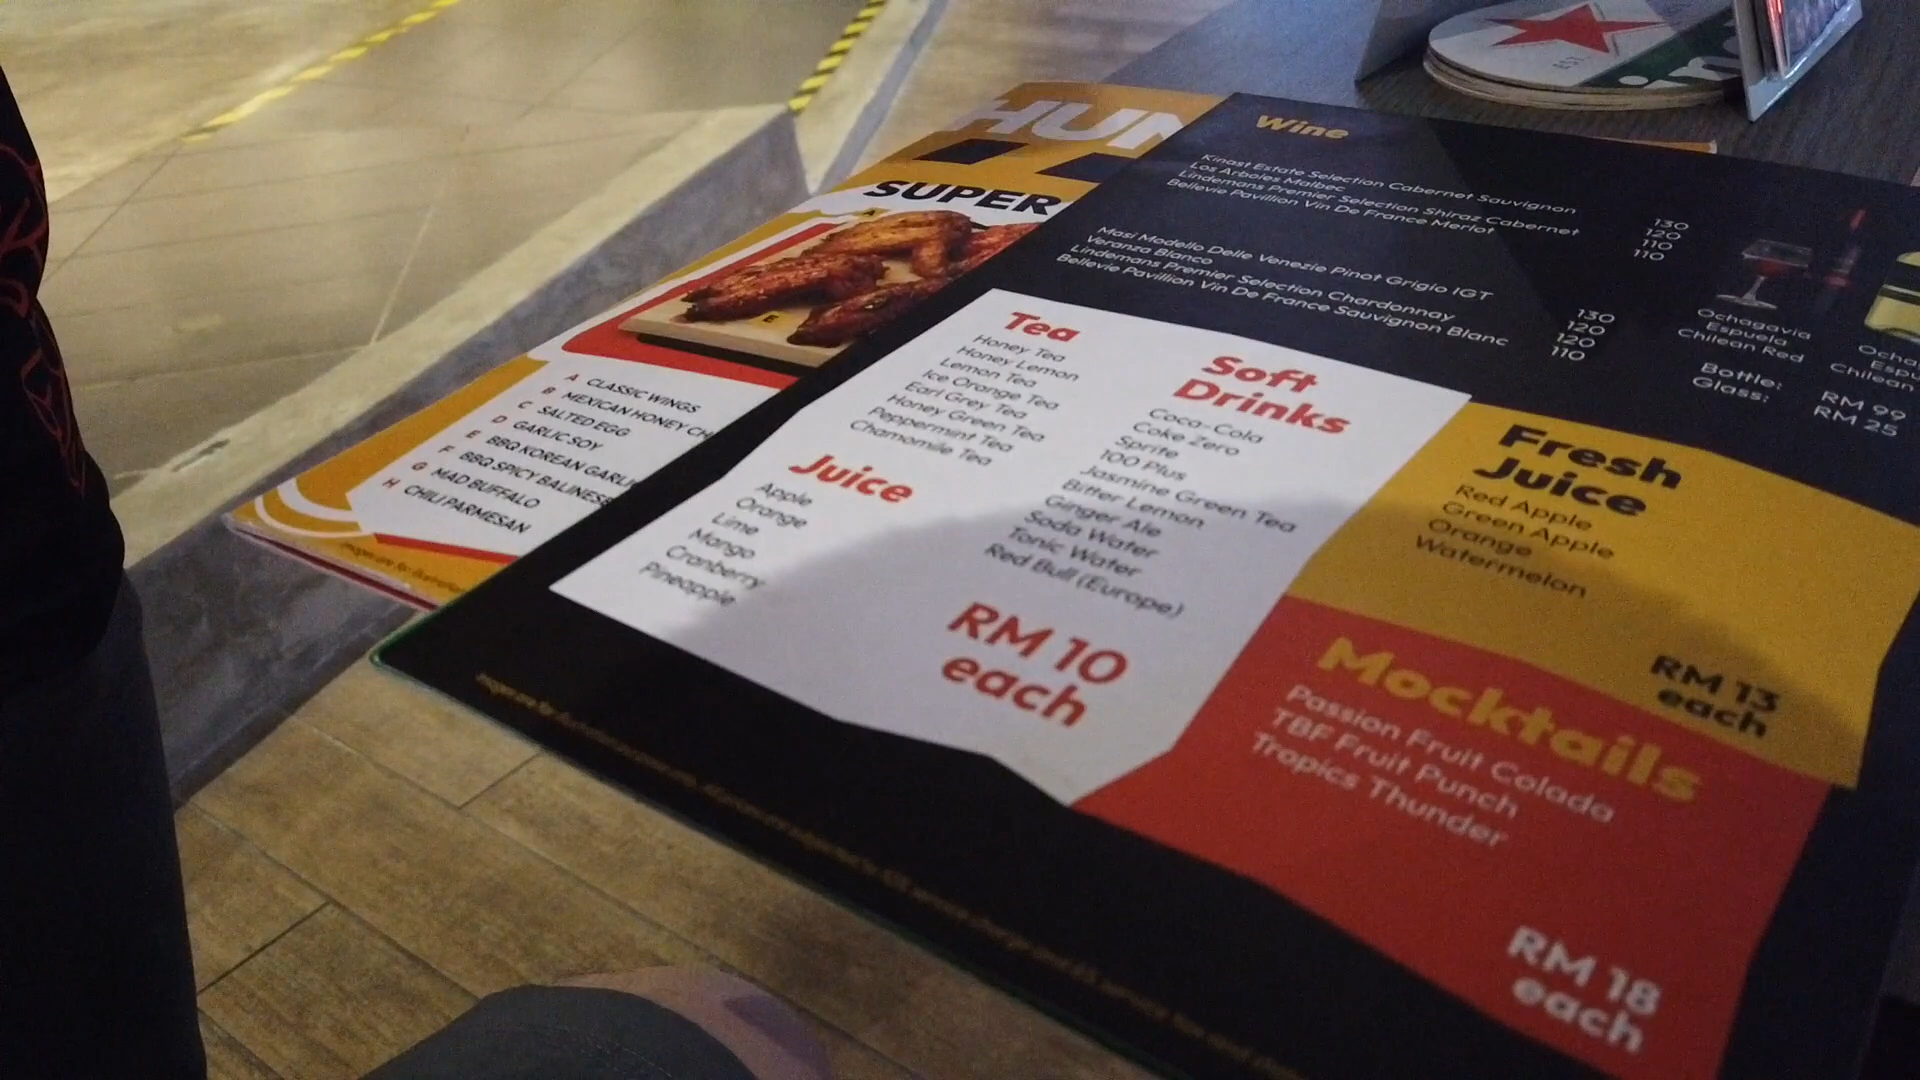 HUN
SUPER
A
E
A CLASSIC WINGS
B MEXICAN HONEY CH
C SALTED EGG
D GARLIC SOY
E BBQ KOREAN GARLI
F BBQ SPICY BALINESE
G MAD BUFFALO
H CHILI PARMESAN
Wine
Kinast Estate Selection Cabernet Sauvignon 130
Los Arboles Malbec 120
Lindemans Premier Selection Shiraz Cabernet 110
Bellevie Pavillion Vin De France Merlot 110
Masi Modello Delle Venezie Pinot Grigio IGT 130
Veranza Blanco 120
Lindemans Premier Selection Chardonnay 120
Bellevie Pavillion Vin De France Sauvignon Blanc 110
Ochagavia
Espuela
Chilean Red
Ocha
Esp
Chilean
Bottle: RM 99
Glass: RM 25
Tea
Honey Tea
Honey Lemon
Lemon Tea
Ice Orange Tea
Earl Grey Tea
Honey Green Tea
Peppermint Tea
Chamomile Tea
Juice
Apple
Orange
Lime
Mango
Cranberry
Pineapple
Soft
Drinks
Coca-Cola
Coke Zero
Sprite
100 Plus
Jasmine Green Tea
Bitter Lemon
Ginger Ale
Soda Water
Tonic Water
Red Bull (Europe)
RM 10
each
Fresh
Juice
Red Apple
Green Apple
Orange
Watermelon
RM 13
each
Mocktails
Passion Fruit Colada
TBF Fruit Punch
Tropics Thunder
RM 18
each